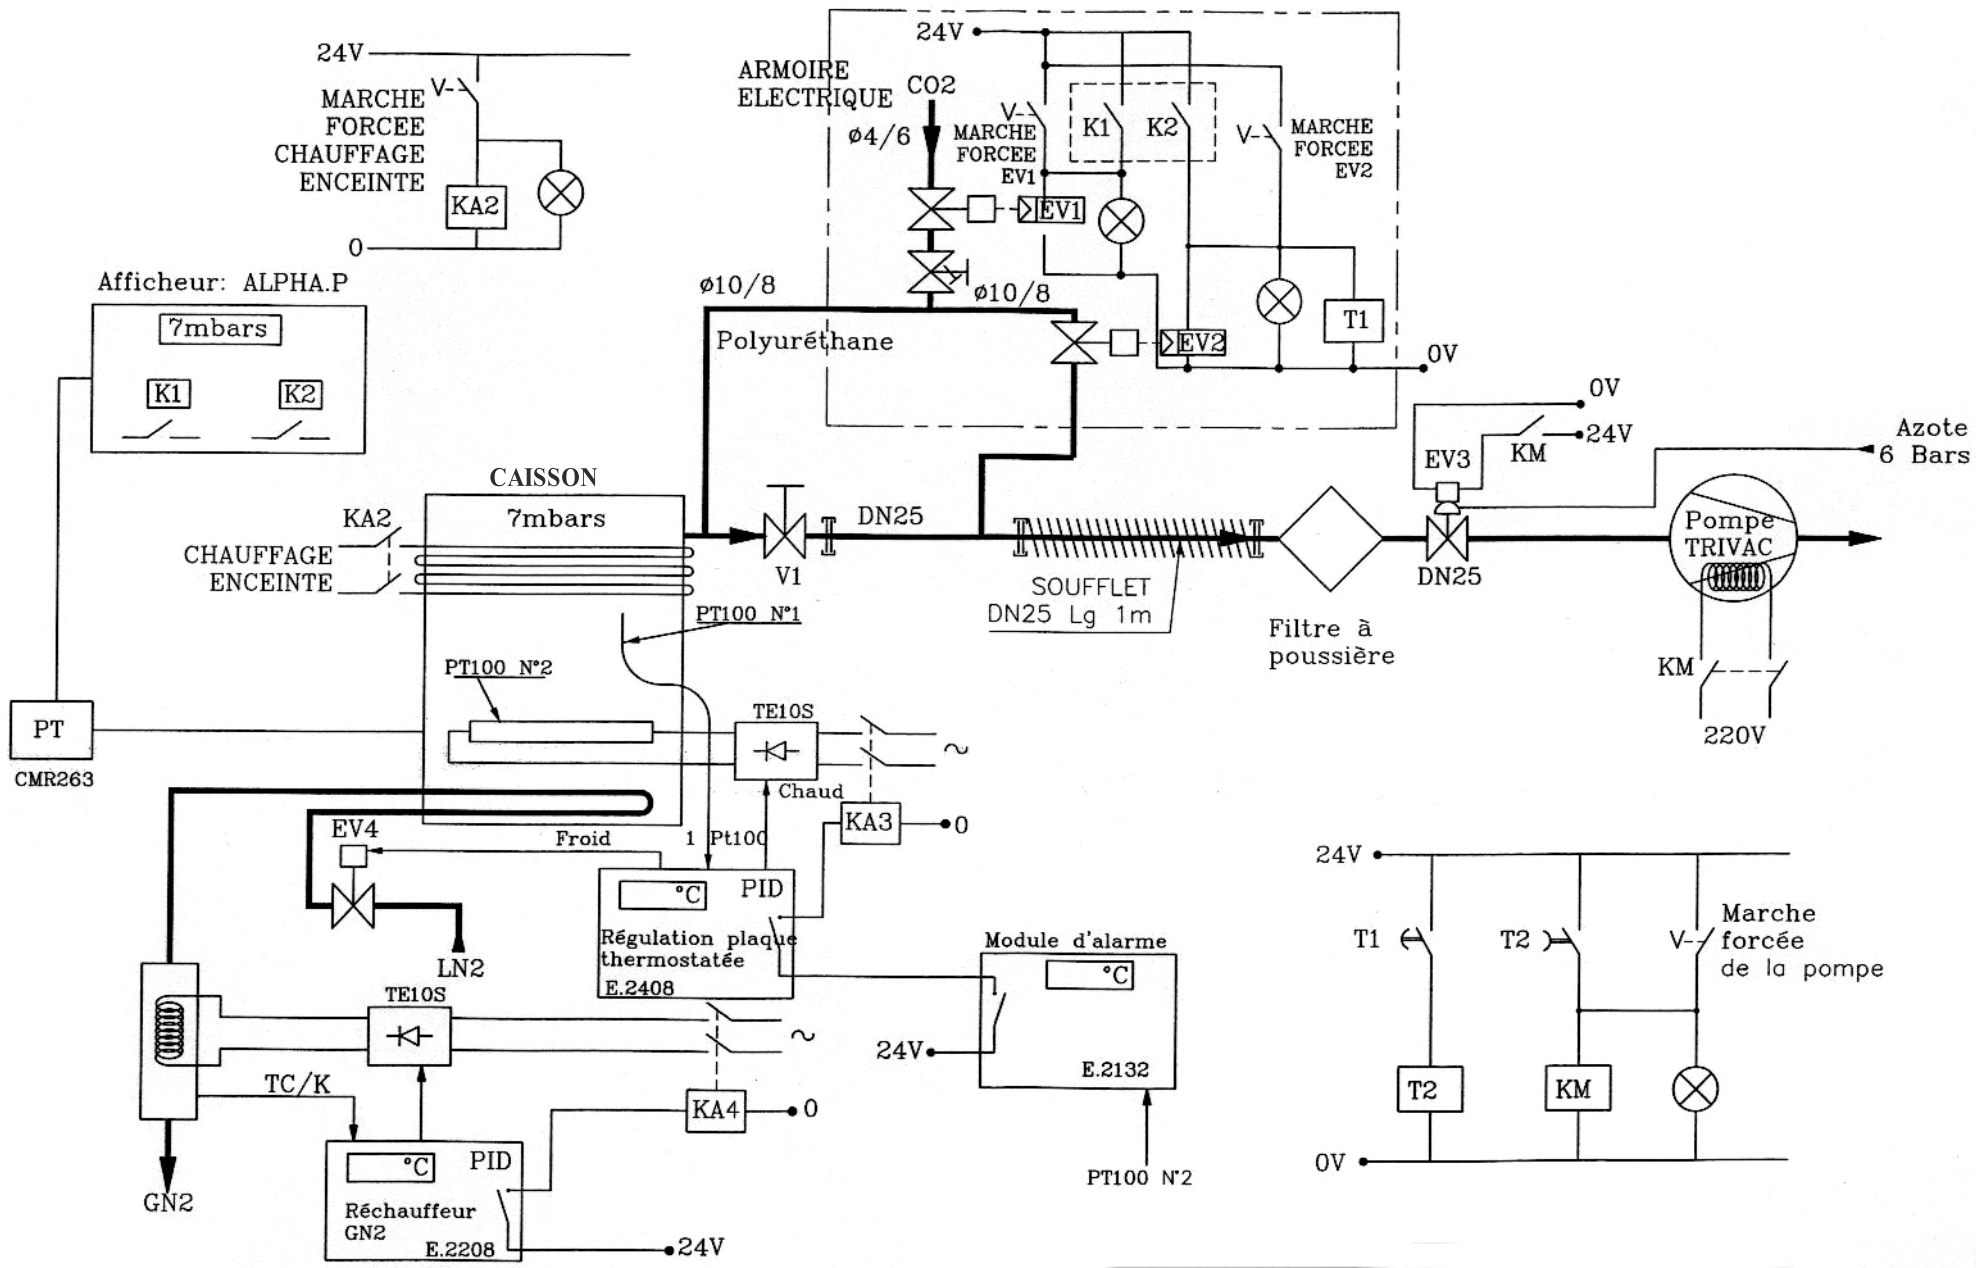 24V
V
MARCHE
FORCEE
CHAUFFAGE
ENCEINTE
KA2
0
ARMOIRE
ELECTRIQUE
CO2
ø4/6
24V
V
MARCHE
FORCEE
EV1
K1
K2
V
MARCHE
FORCEE
EV2
EV1
T1
EV2
0V
ø10/8
ø10/8
Polyuréthane
Afficheur: ALPHA.P
7mbars
K1
K2
0V
24V
KM
EV3
Azote
6 Bars
CAISSON
7mbars
KA2
CHAUFFAGE
ENCEINTE
V1
DN25
SOUFFLET
DN25 Lg 1m
Filtre à
poussière
DN25
Pompe
TRIVAC
KM
220V
PT100 N°1
PT100 N°2
PT
CMR263
TE10S
~
Chaud
KA3
0
EV4
Froid
1 Pt100
LN2
°C
PID
Régulation plaque
thermostatée
E.2408
Module d'alarme
°C
24V
E.2132
PT100 N°2
TE10S
~
TC/K
KA4
0
GN2
°C
PID
Réchauffeur
GN2
E.2208
24V
24V
T1
T2
V
Marche
forcée
de la pompe
T2
KM
0V